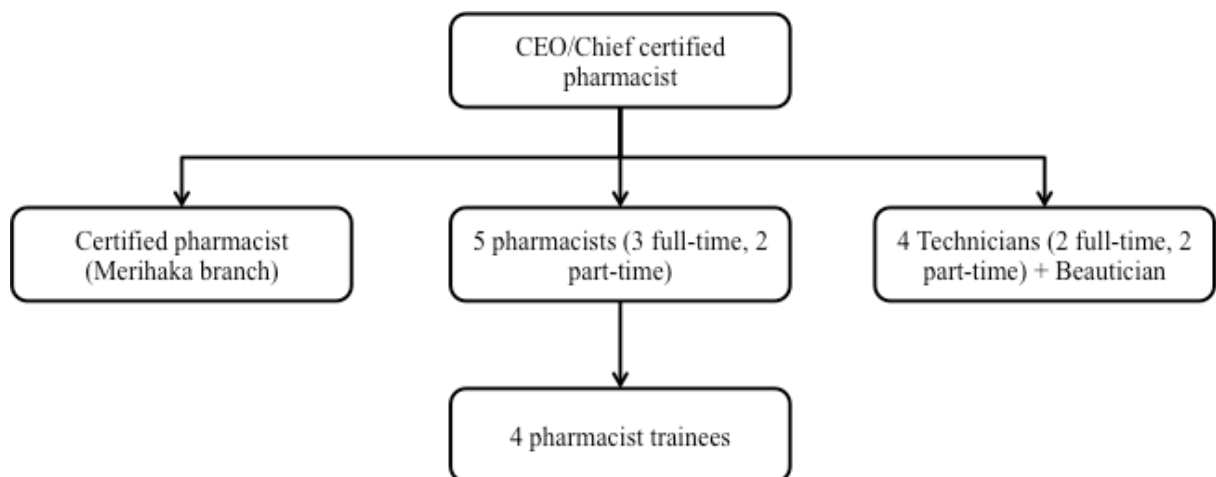 CEO/Chief certified
pharmacist
Certified pharmacist
(Merihaka branch)
5 pharmacists (3 full-time, 2
part-time)
4 Technicians (2 full-time, 2
part-time) + Beautician
4 pharmacist trainees